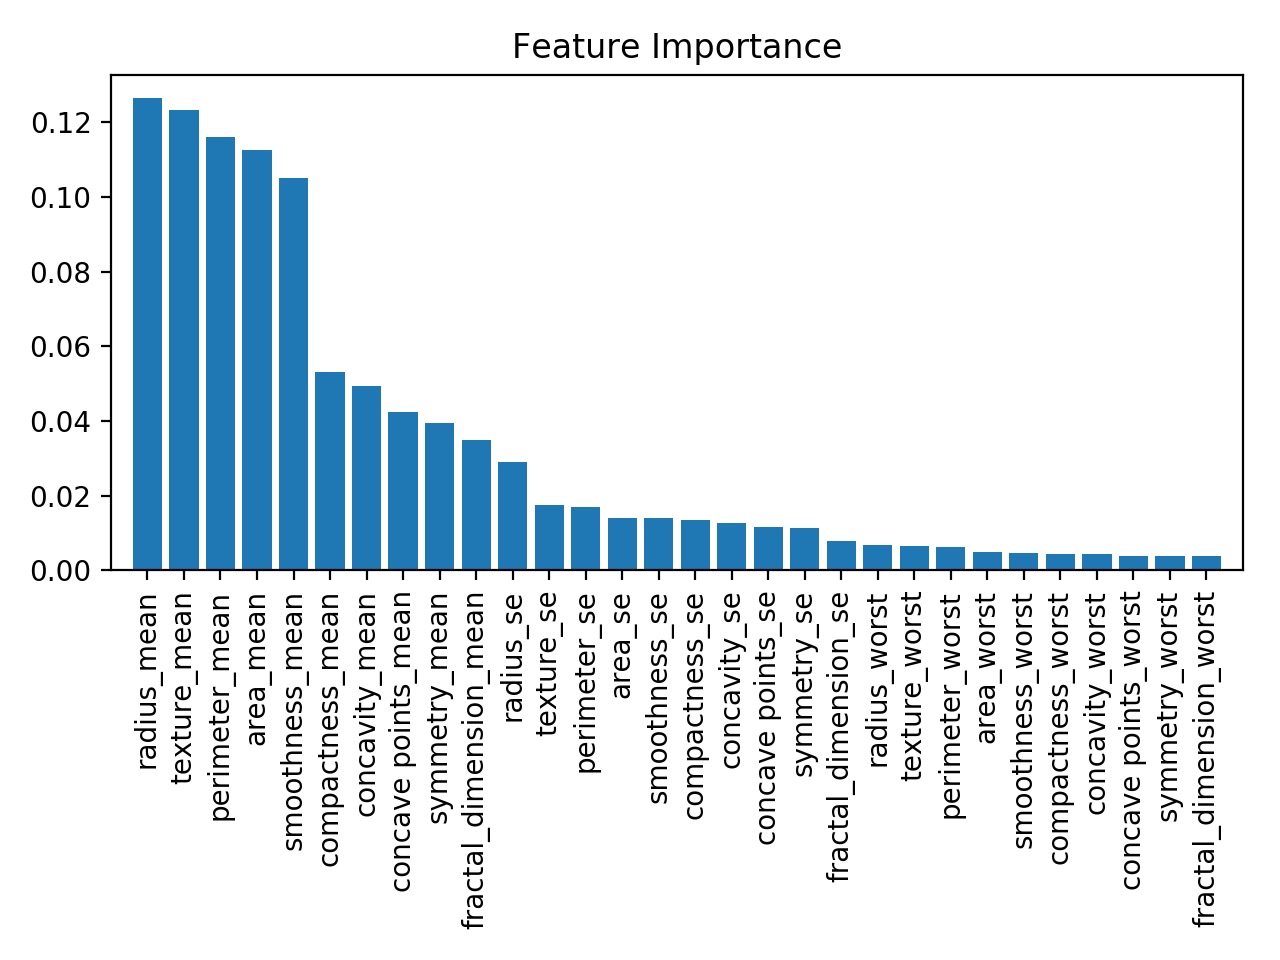 Feature Importance
0.12
0.10
0.08
0.06
0.04
0.02
0.00
radius_mean
texture_mean
perimeter_mean
area_mean
smoothness_mean
compactness_mean
concavity_mean
concave points_mean
symmetry_mean
fractal_dimension_mean
radius_se
texture_se
perimeter_se
area_se
smoothness_se
compactness_se
concavity_se
concave points_se
symmetry_se
fractal_dimension_se
radius_worst
texture_worst
perimeter_worst
area_worst
smoothness_worst
compactness_worst
concavity_worst
concave points_worst
symmetry_worst
fractal_dimension_worst